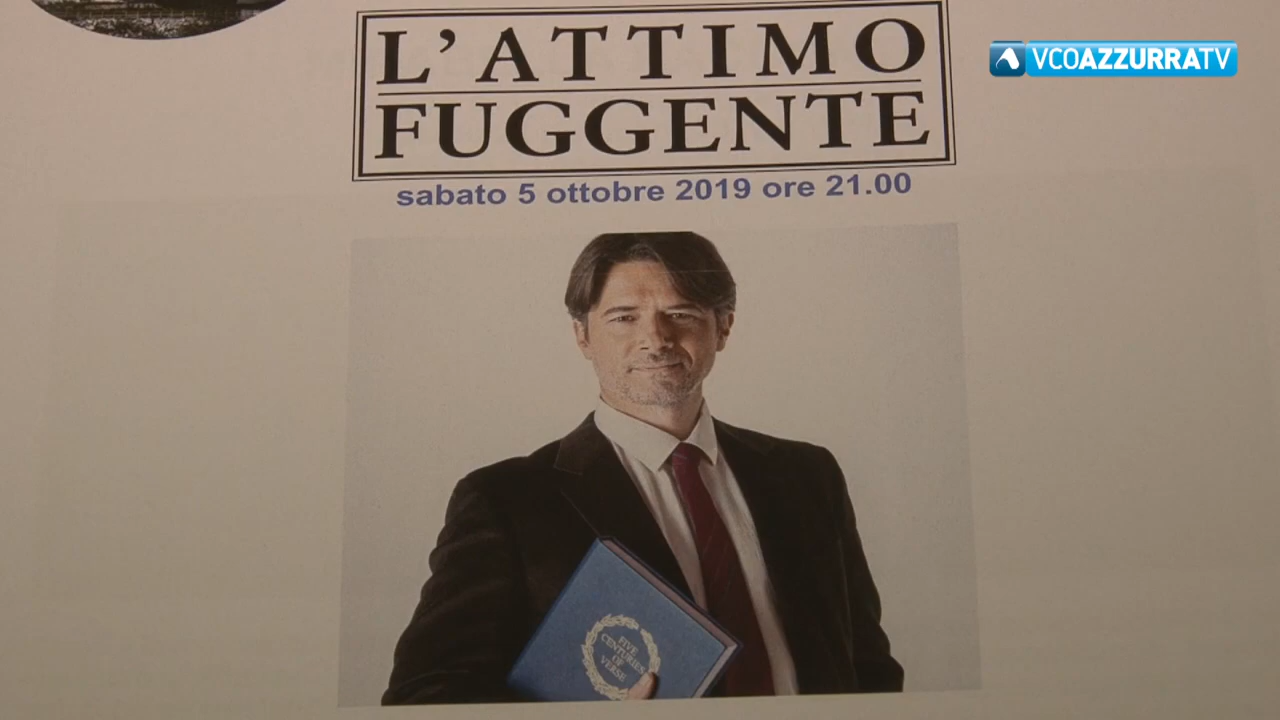 L'ATTIMO
FUGGENTE
VCOAZZURRATV
sabato 5 ottobre 2019 ore 21.00
FIVE
CENTURIES
OF
VERSE